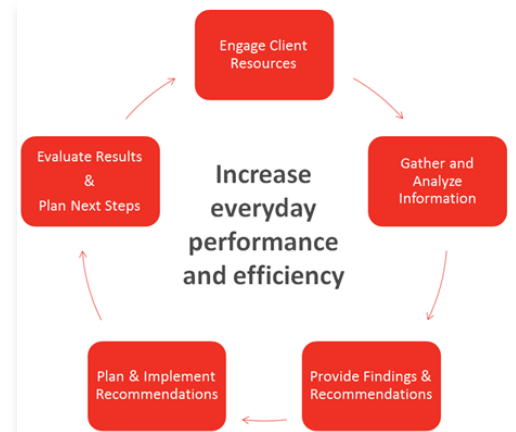 Engage Client
Resources
Gather and
Analyze
Information
Provide Findings &
Recommendations
Plan & Implement
Recommendations
Evaluate Results
&
Plan Next Steps
Increase
everyday
performance
and efficiency